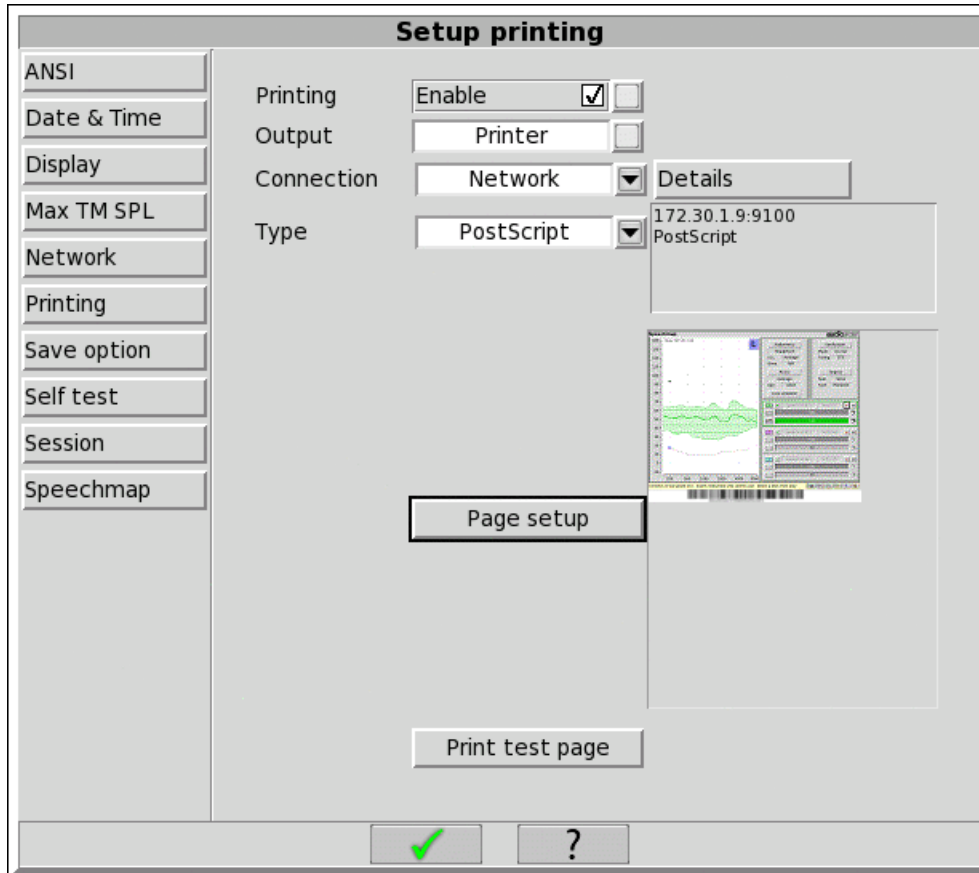 Setup printing
ANSI
Date & Time
Display
Max TM SPL
Network
Printing
Save option
Self test
Session
Speechmap
Printing Enable
Output Printer
Connection Network Details
Type PostScript
172.30.1.9:9100
PostScript
Page setup
Print test page
?